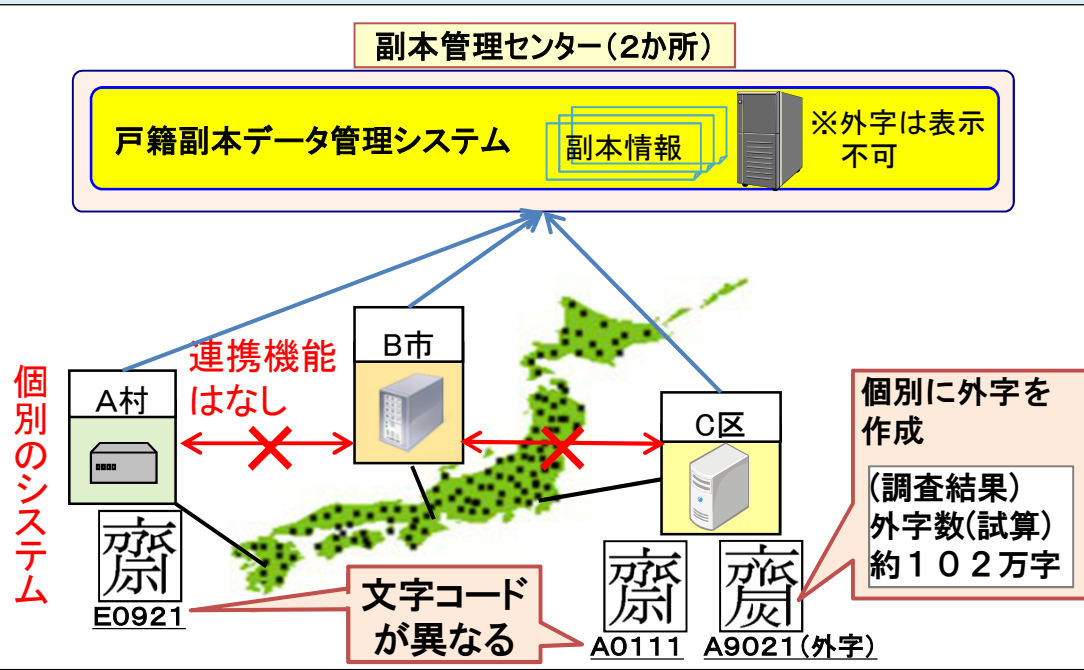 副本管理センター（２か所）
戸籍副本データ管理システム
副本情報
※外字は表示
不可
B市
連携機能
はなし
A村
C区
個別のシステム
個別に外字を
作成
(調査結果)
外字数(試算)
約１０２万字
齋
E0921
文字コード
が異なる
齋
A0111
A9021(外字)